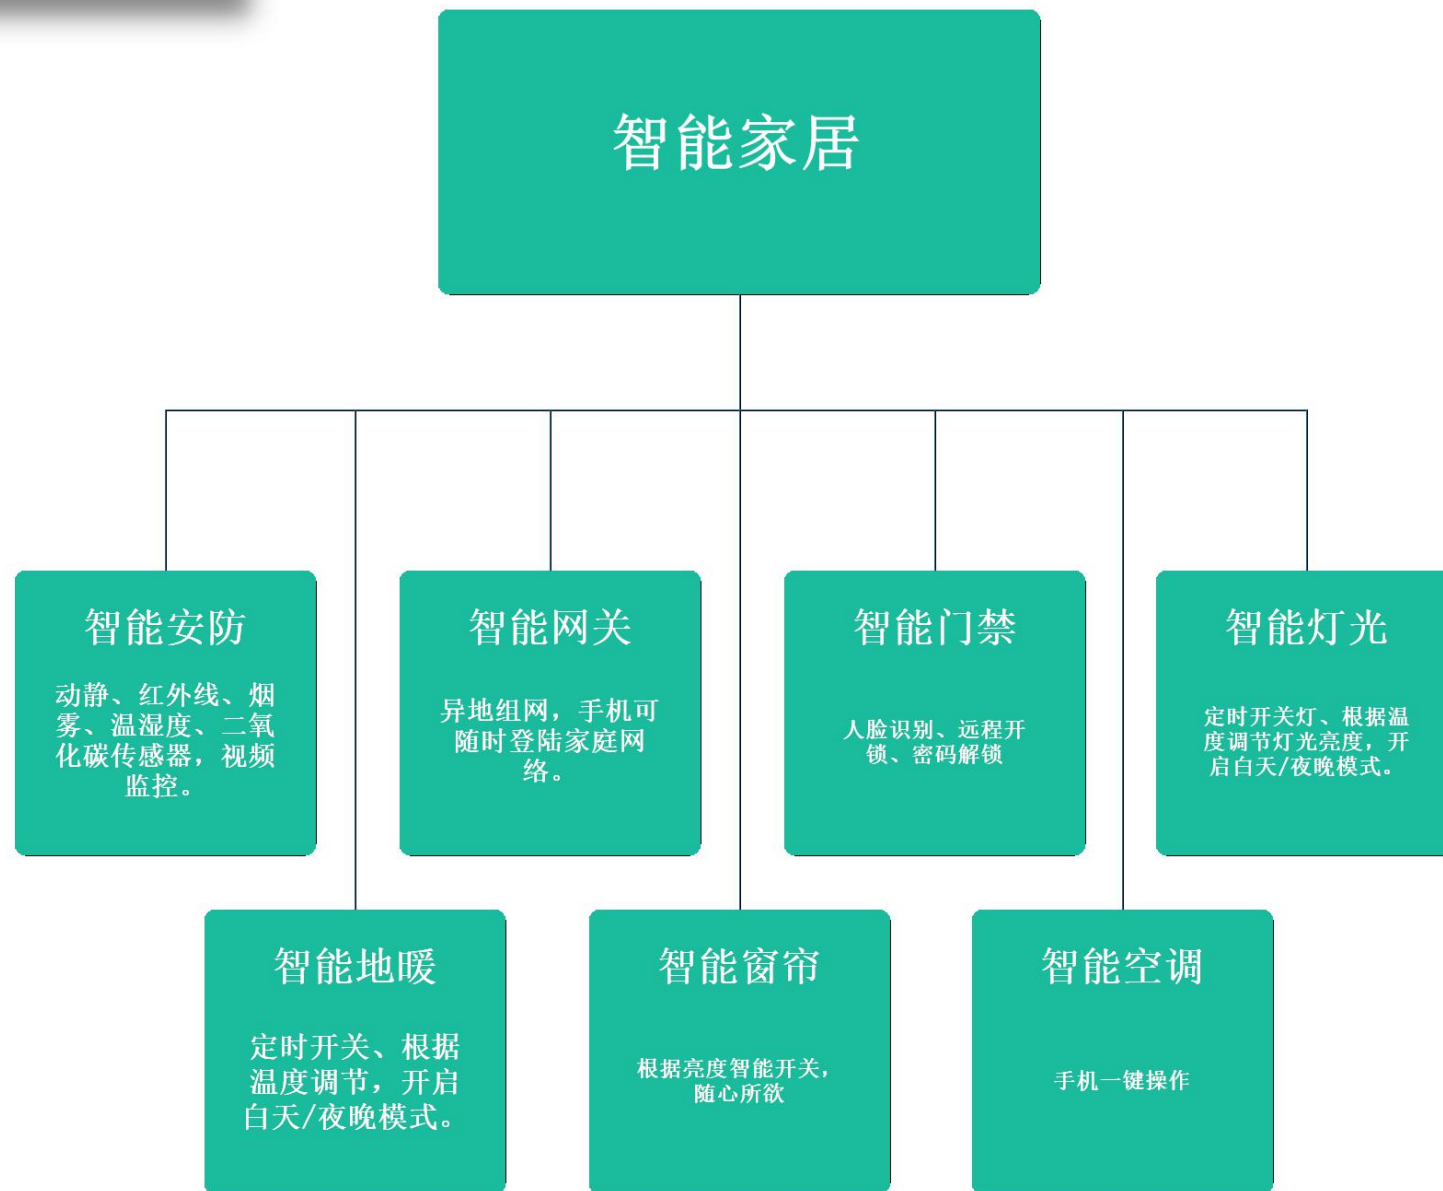 智能家居
智能安防
动静、红外线、烟
雾、温湿度、二氧
化碳传感器，视频
监控。
智能网关
异地组网，手机可
随时登陆家庭网
络。
智能门禁
人脸识别、远程开
锁、密码解锁
智能灯光
定时开关灯、根据温
度调节灯光亮度，开
启白天/夜晚模式。
智能地暖
定时开关、根据
温度调节，开启
白天/夜晚模式。
智能窗帘
根据亮度智能开关，
随心所欲
智能空调
手机一键操作